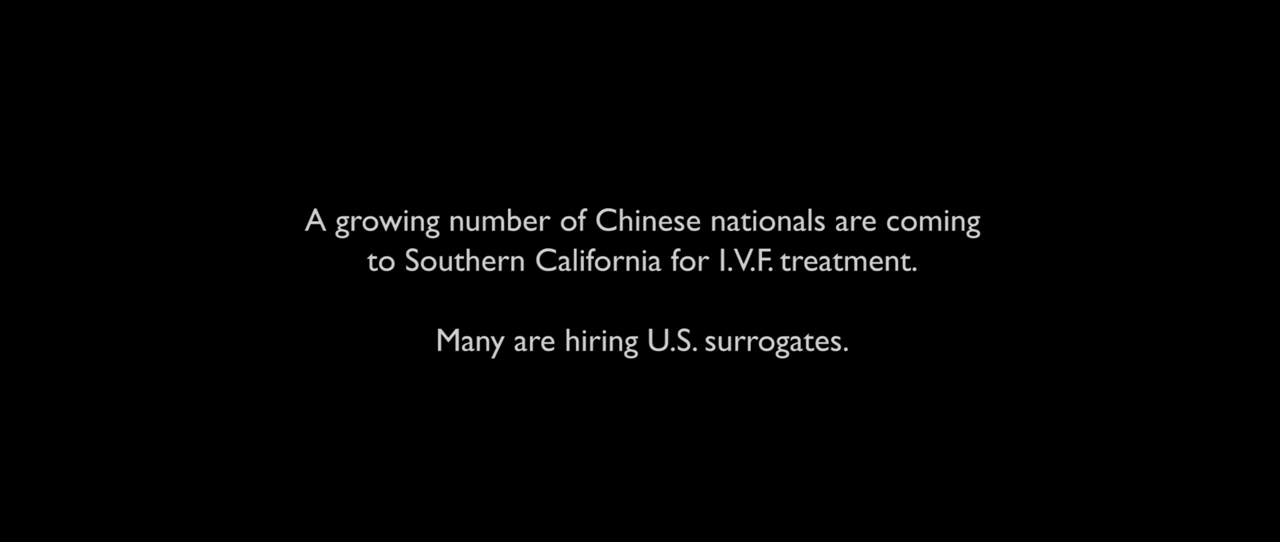 A growing number of Chinese nationals are coming
to Southern California for I.V.F. treatment.
Many are hiring U.S. surrogates.